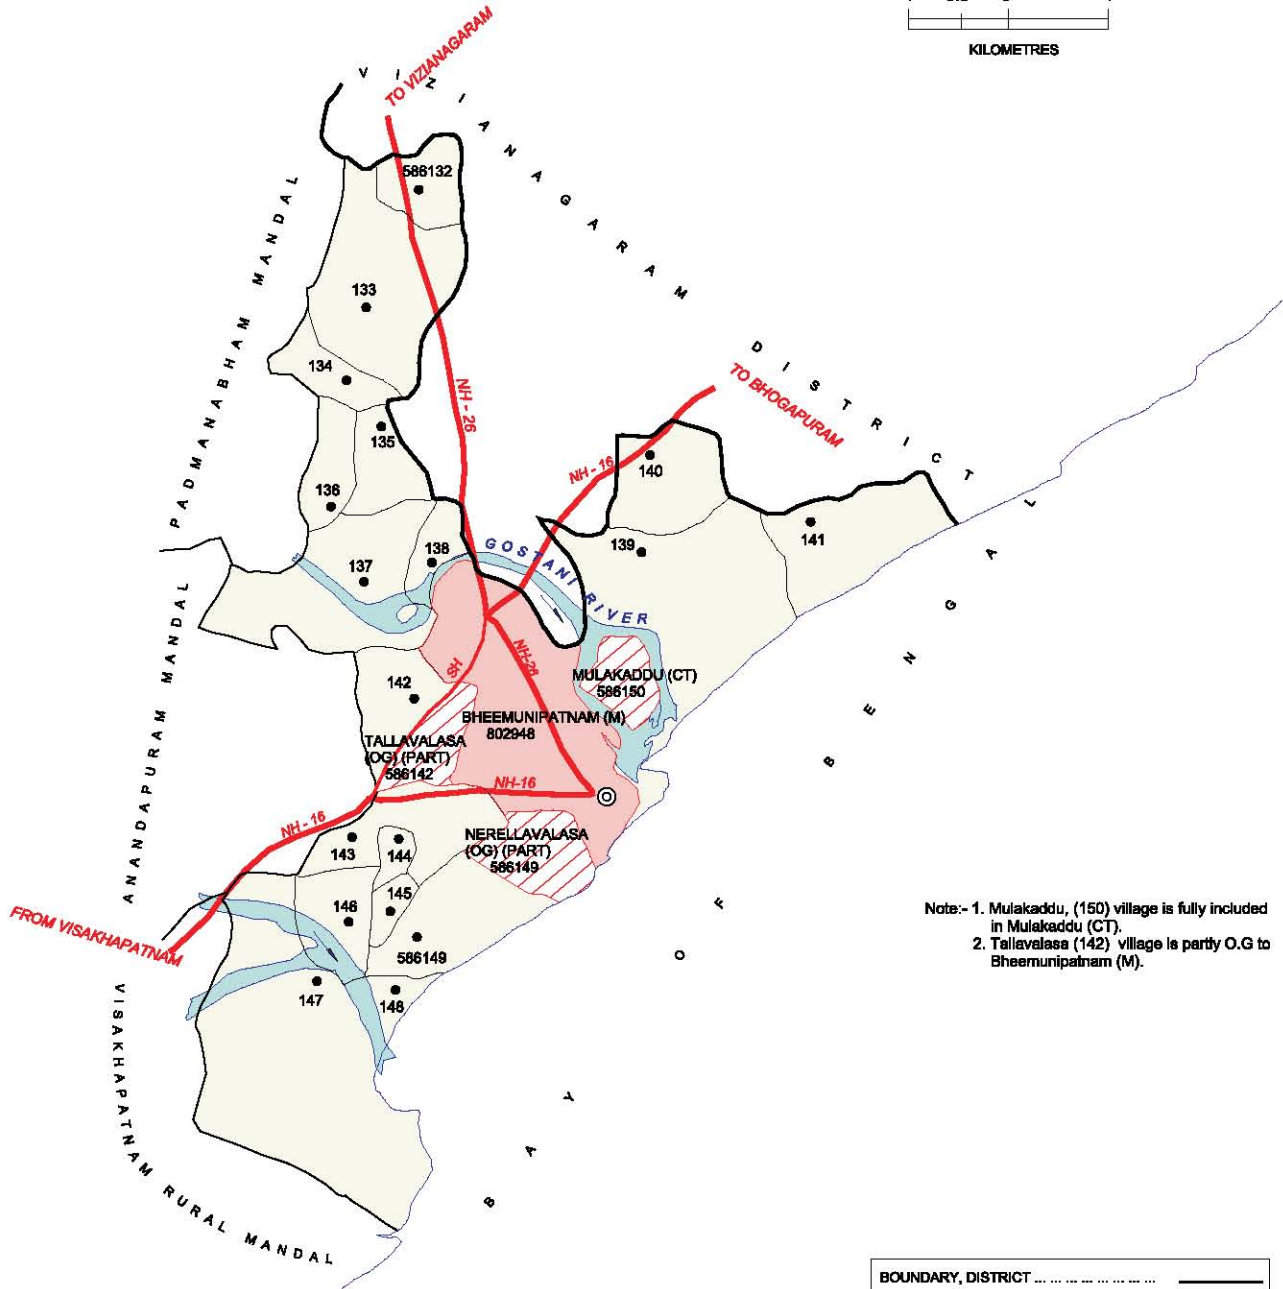 KILOMETRES
TO VIZIANAGARAM
VIZIANAGARAM DISTRICT
PADMANABHAM MANDAL
586132
133
134
NH - 26
TO BHOGAPURAM
135
NH - 16
140
136
141
139
138
137
GOSTANI RIVER
ANANDAPURAM MANDAL
SH
NH-26
142
MULAKADDU (CT)
586150
BHEEMUNIPATNAM (M)
802948
TALLAVALASA
(OG) (PART)
586142
NH-16
NH - 16
NERELLAVALASA
(OG) (PART)
586149
143
144
145
146
586149
147
148
FROM VISAKHAPATNAM
VISAKHAPATNAM RURAL MANDAL
BAY OF BENGAL
Note:- 1. Mulakaddu, (150) village is fully included
in Mulakaddu (CT).
2. Tallavalasa (142) village is partly O.G to
Bheemunipatnam (M).
BOUNDARY, DISTRICT ... ... ... ... ... ... ... ...